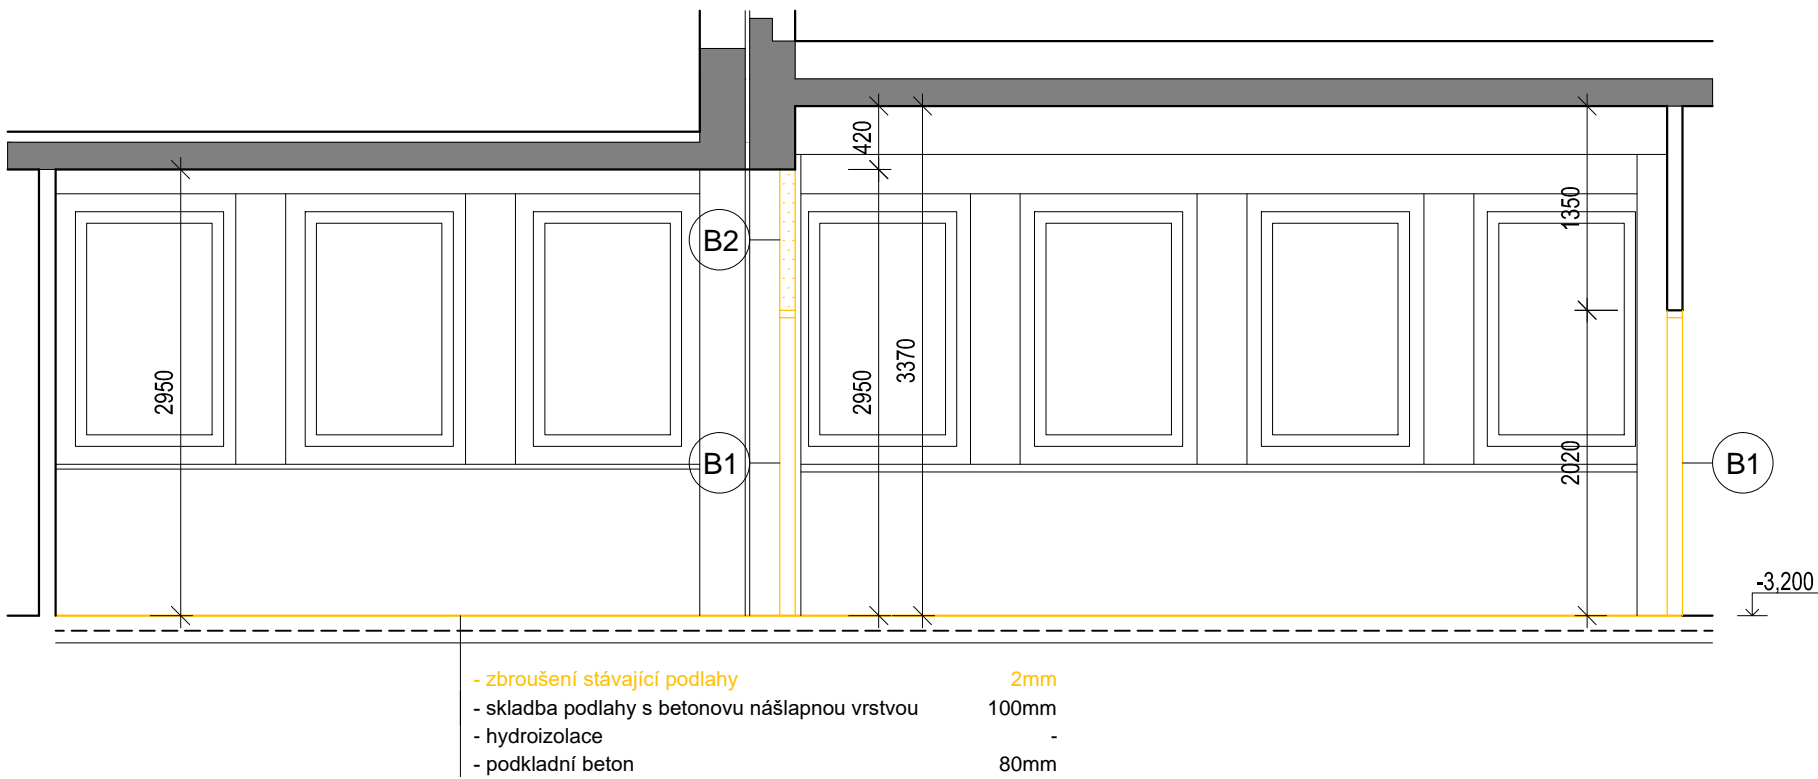 420
1350
B2
2950
2950
3370
B1
2020
B1
-3,200
- zbroušení stávající podlahy 2mm
- skladba podlahy s betonovu nášlapnou vrstvou 100mm
- hydroizolace -
- podkladní beton 80mm